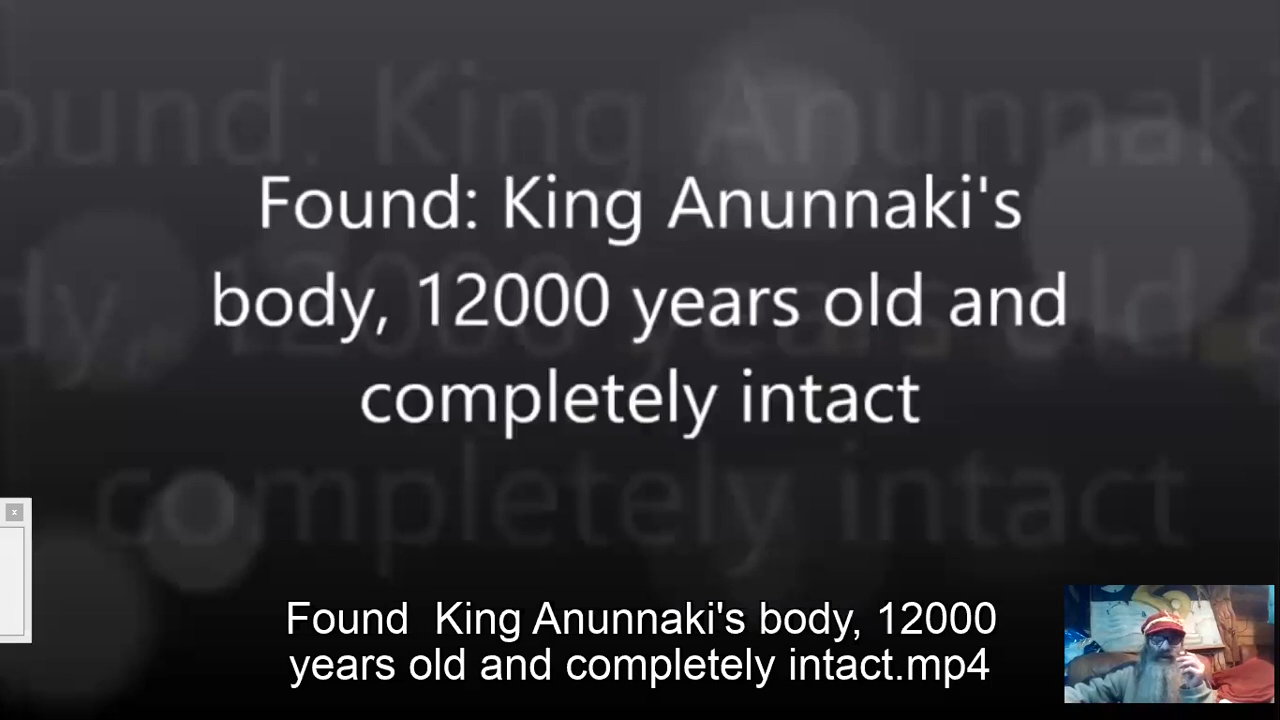 Found: King Anunnaki's
body, 12000 years old and
completely intact
x
Found King Anunnaki's body, 12000
years old and completely intact.mp4